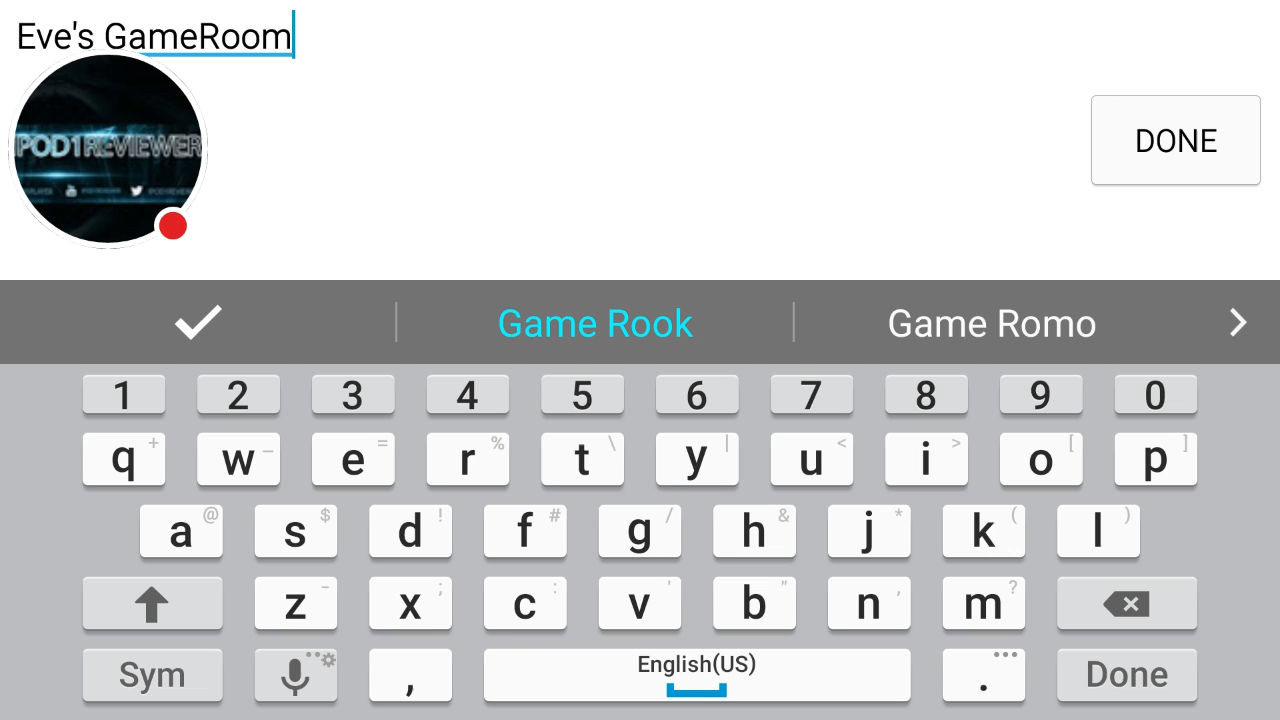 Eve's GameRoom
POD1REVIEWER
DONE
Game Rook Game Romo
1 2 3 4 5 6 7 8 9 0
q + w _ e = r % t \ y | u < i > o [ p ]
a @ s $ d ! f # g / h & j * k ( l )
z - x ; c : v ' b " n , m ?
Sym , English(US) . Done